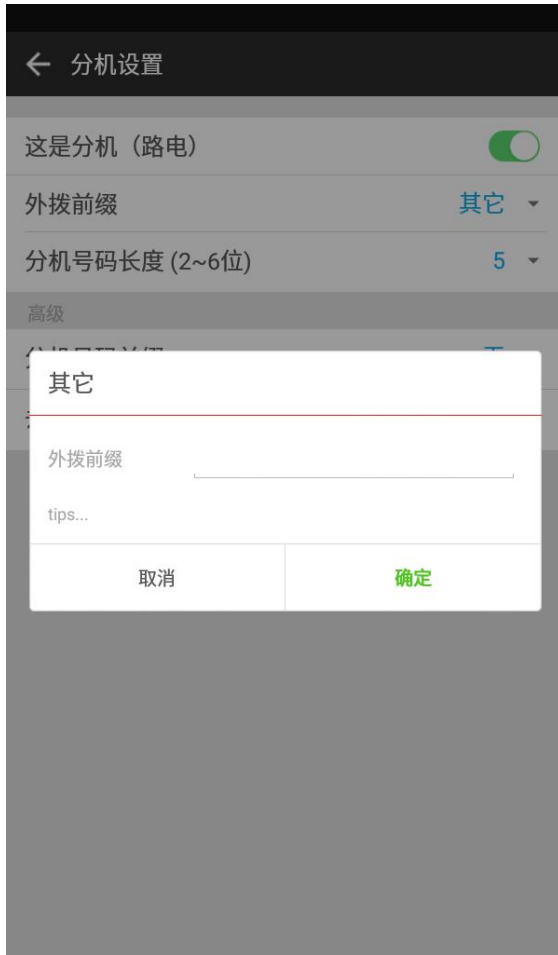 分机设置
这是分机（路电）
外拨前缀 其它
分机号码长度 (2~6位) 5
高级
其它
外拨前缀
tips...
取消 确定